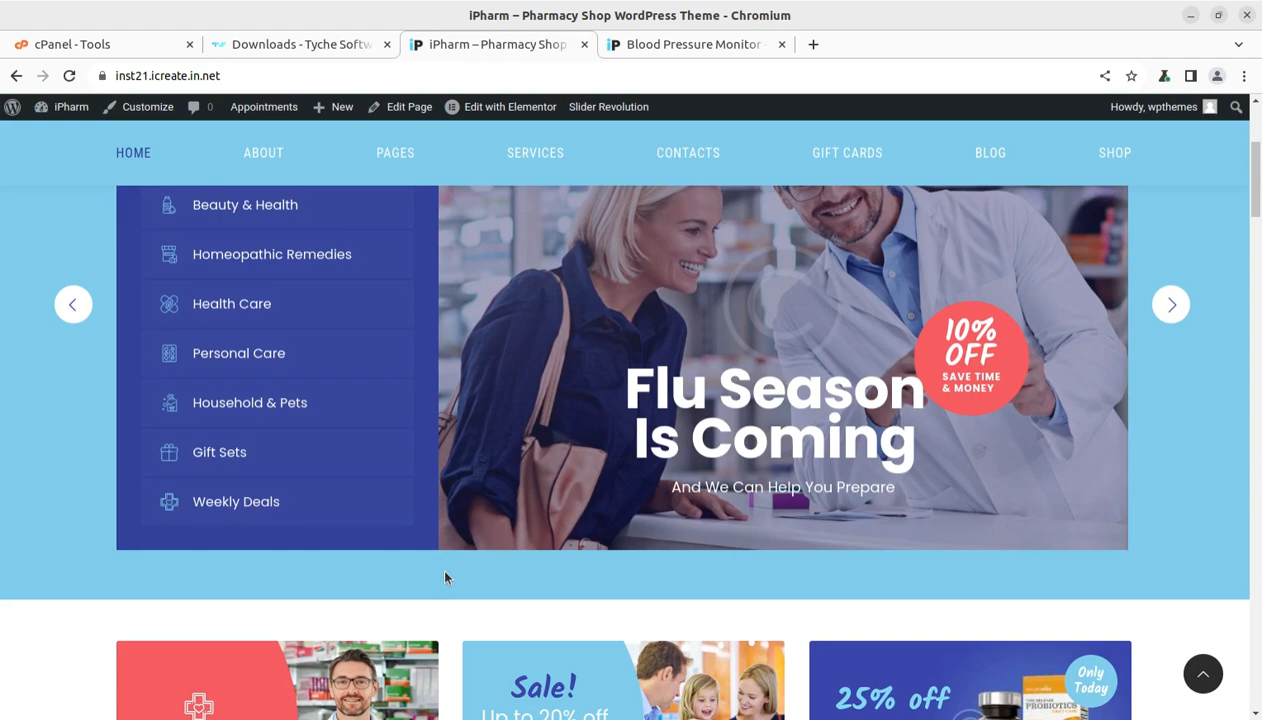 iPharm – Pharmacy Shop WordPress Theme - Chromium
cPanel - Tools
Downloads - Tyche Softw
iPharm – Pharmacy Shop
Blood Pressure Monitor -
inst21.icreate.in.net
iPharm
Customize
0
Appointments
New
Edit Page
Edit with Elementor
Slider Revolution
Howdy, wpthemes
HOME
ABOUT
PAGES
SERVICES
CONTACTS
GIFT CARDS
BLOG
SHOP
Beauty & Health
Homeopathic Remedies
Health Care
Personal Care
Household & Pets
Gift Sets
Weekly Deals
10%
OFF
SAVE TIME
& MONEY
Flu Season
Is Coming
And We Can Help You Prepare
Sale!
Up to 20% off
25% off
Only
Today
PROBIOTICS